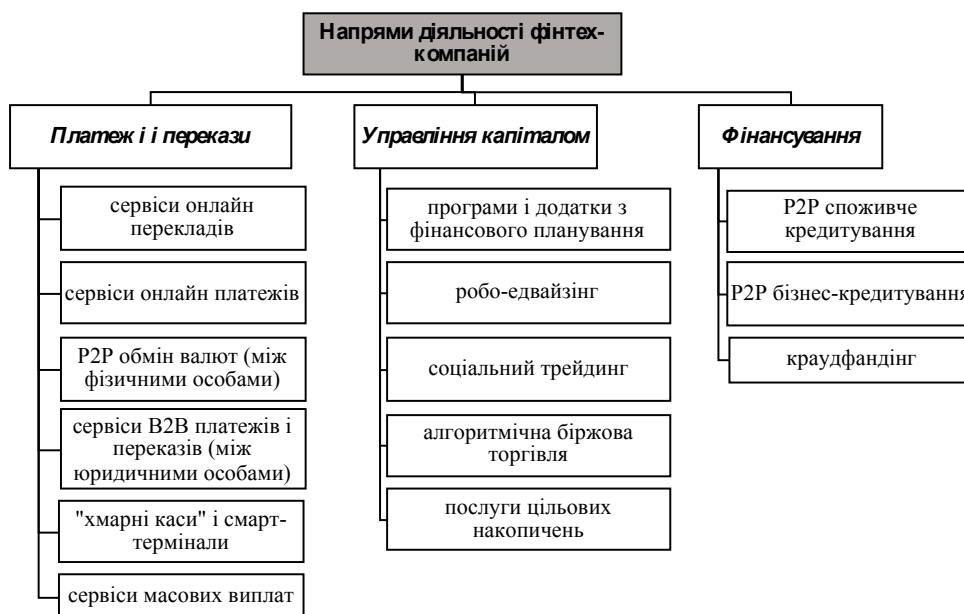 Напрями діяльності фінтех-
компаній
Платежі і перекази
сервіси онлайн
перекладів
сервіси онлайн платежів
P2P обмін валют (між
фізичними особами)
сервіси B2B платежів і
переказів (між
юридичними особами)
"хмарні каси" і смарт-
термінали
сервіси масових виплат
Управління капіталом
програми і додатки з
фінансового планування
робо-едвайзінг
соціальний трейдинг
алгоритмічна біржова
торгівля
послуги цільових
накопичень
Фінансування
P2P споживче
кредитування
P2P бізнес-кредитування
краудфандінг